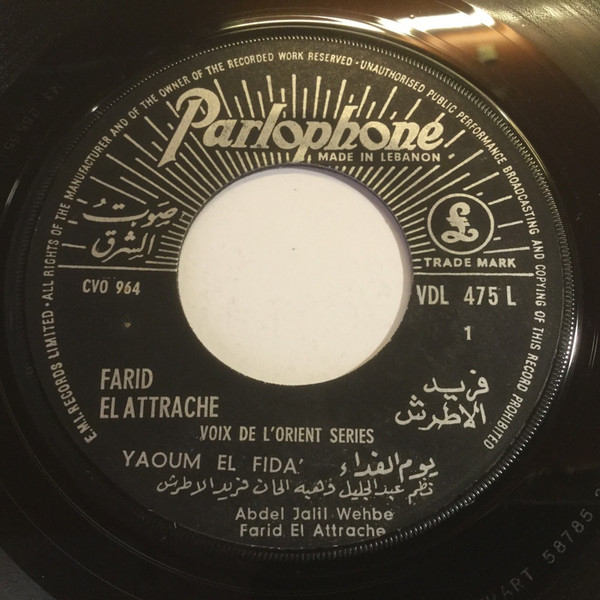 E.M.I. RECORDS LIMITED · ALL RIGHTS OF THE MANUFACTURER AND OF THE OWNER OF THE RECORDED WORK RESERVED · UNAUTHORISED PUBLIC PERFORMANCE BROADCASTING AND COPYING OF THIS RECORD PROHIBITED
Parlophone
MADE IN LEBANON
صوت
الشرق
£
TRADE MARK
CVO 964
VDL 475 L
1
FARID
EL ATTRACHE
فريد
الاطرش
VOIX DE L'ORIENT SERIES
YAOUM EL FIDA' يوم الفداء
نظم عبد الجليل وهبه الحان فريد الاطرش
Abdel Jalil Wehbe
Farid El Attrache
58785